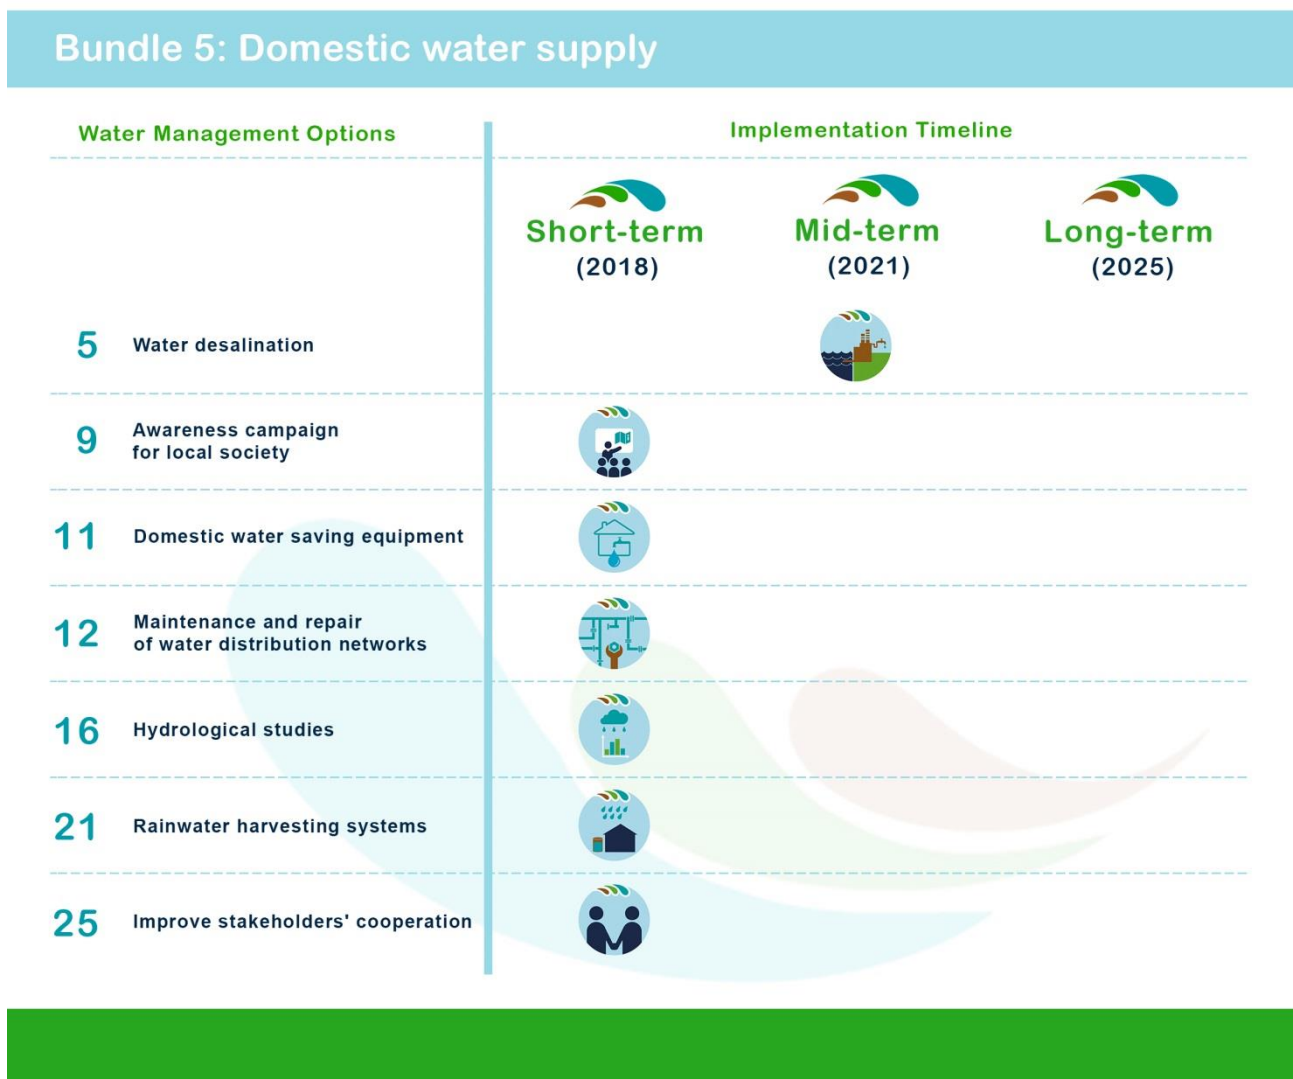 Bundle 5: Domestic water supply
Water Management Options
Implementation Timeline
Short-term
(2018)
Mid-term
(2021)
Long-term
(2025)
5
Water desalination
9
Awareness campaign
for local society
11
Domestic water saving equipment
12
Maintenance and repair
of water distribution networks
16
Hydrological studies
21
Rainwater harvesting systems
25
Improve stakeholders' cooperation